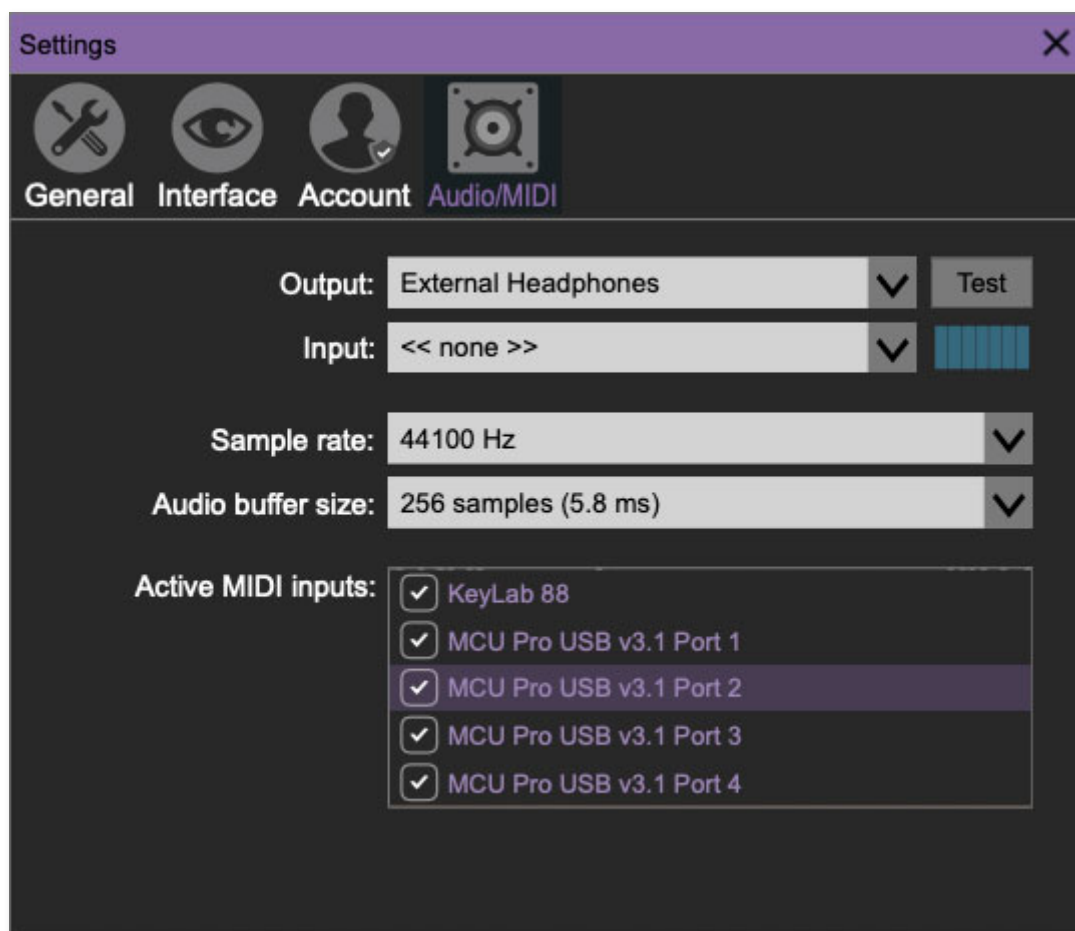 Settings
General Interface Account Audio/MIDI
Output: External Headphones Test
Input: << none >>
Sample rate: 44100 Hz
Audio buffer size: 256 samples (5.8 ms)
Active MIDI inputs: KeyLab 88
MCU Pro USB v3.1 Port 1
MCU Pro USB v3.1 Port 2
MCU Pro USB v3.1 Port 3
MCU Pro USB v3.1 Port 4